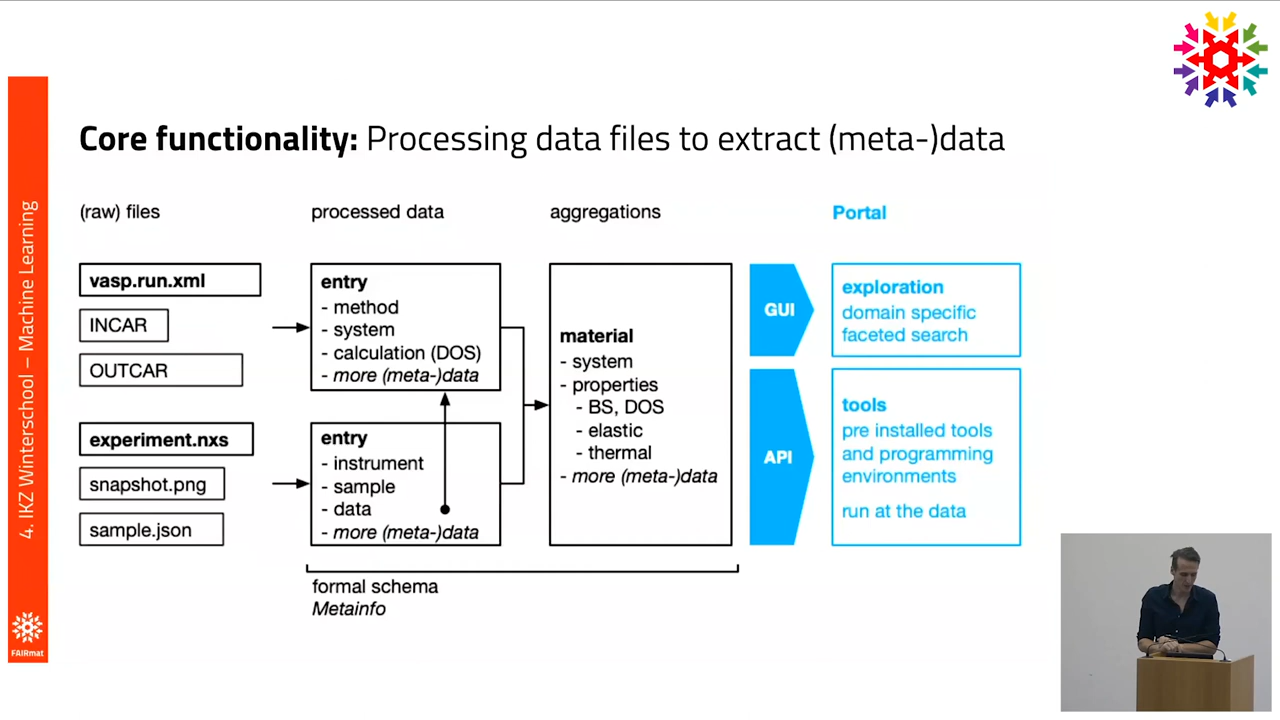 Core functionality: Processing data files to extract (meta-)data
4. IKZ Winterschool – Machine Learning
FAIRmat
(raw) files
vasp.run.xml
INCAR
OUTCAR
experiment.nxs
snapshot.png
sample.json
processed data
entry
- method
- system
- calculation (DOS)
- more (meta-)data
entry
- instrument
- sample
- data
- more (meta-)data
formal schema
Metainfo
aggregations
material
- system
- properties
- BS, DOS
- elastic
- thermal
- more (meta-)data
GUI
API
Portal
exploration
domain specific
faceted search
tools
pre installed tools
and programming
environments
run at the data